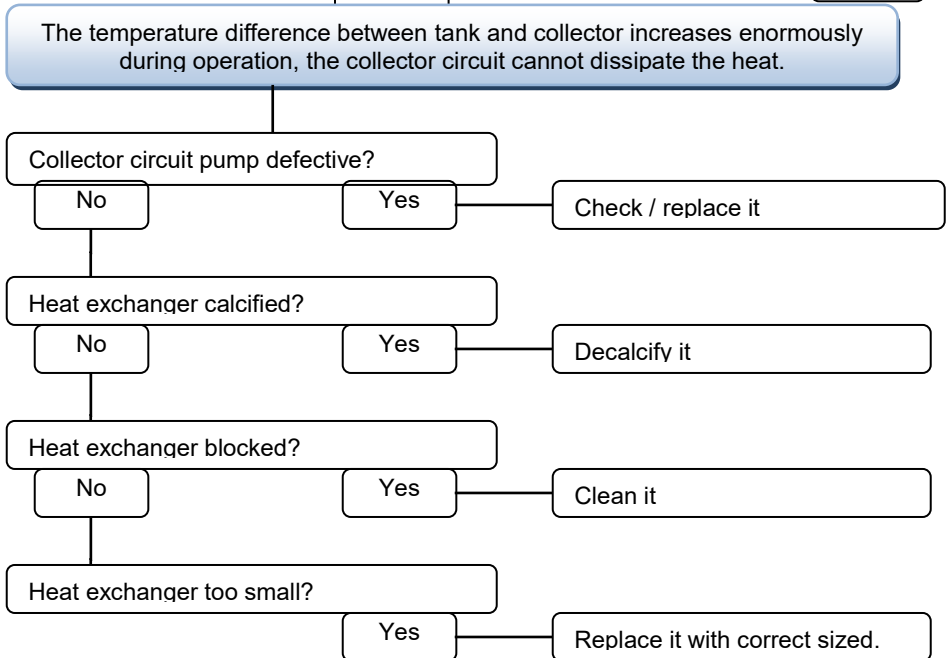 The temperature difference between tank and collector increases enormously
during operation, the collector circuit cannot dissipate the heat.
Collector circuit pump defective?
No
Yes
Check / replace it
Heat exchanger calcified?
No
Yes
Decalcify it
Heat exchanger blocked?
No
Yes
Clean it
Heat exchanger too small?
Yes
Replace it with correct sized.